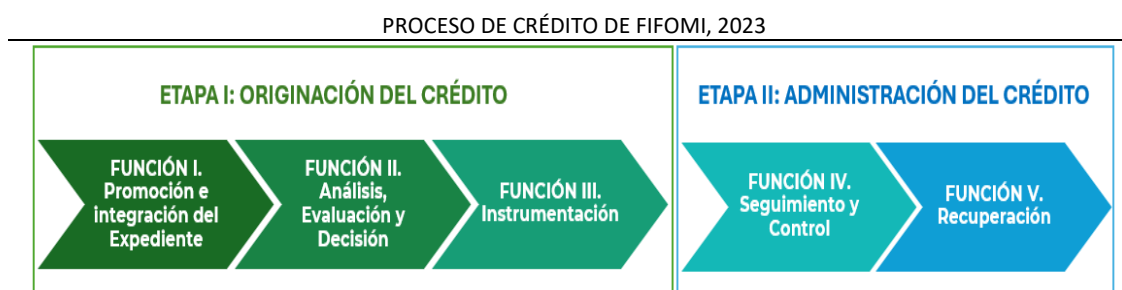 PROCESO DE CRÉDITO DE FIFOMI, 2023
ETAPA I: ORIGINACIÓN DEL CRÉDITO
FUNCIÓN I.
Promoción e
integración del
Expediente
FUNCIÓN II.
Análisis,
Evaluación y
Decisión
FUNCIÓN III.
Instrumentación
ETAPA II: ADMINISTRACIÓN DEL CRÉDITO
FUNCIÓN IV.
Seguimiento y
Control
FUNCIÓN V.
Recuperación